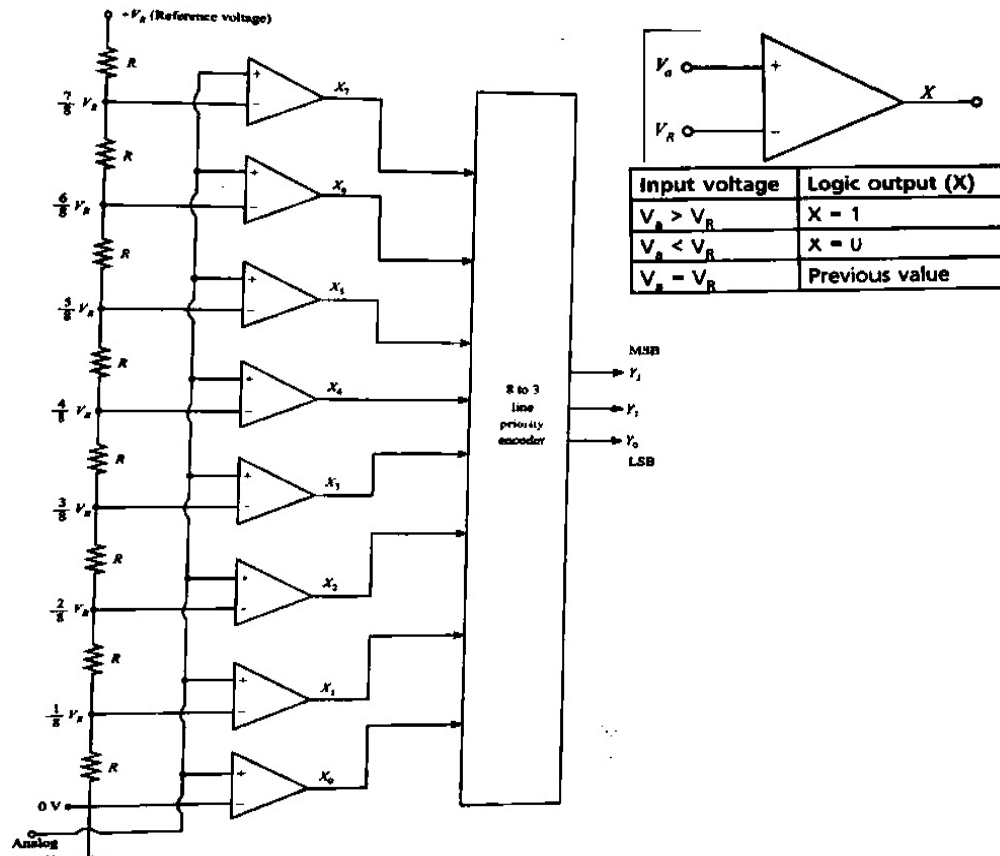 +V_R (Reference voltage)
R
7/8 V_R
R
6/8 V_R
R
5/8 V_R
R
4/8 V_R
R
3/8 V_R
R
2/8 V_R
R
1/8 V_R
R
0 V
Analog
+
−
X_7
+
−
X_6
+
−
X_5
+
−
X_4
+
−
X_3
+
-
X_2
+
−
X_1
+
−
X_0
8 to 3
line
priority
encoder
MSB
Y_2
Y_1
Y_0
LSB
V_a
+
V_R
−
X
Input voltage Logic output (X)
V_a > V_R X = 1
V_a < V_R X = 0
V_a = V_R Previous value